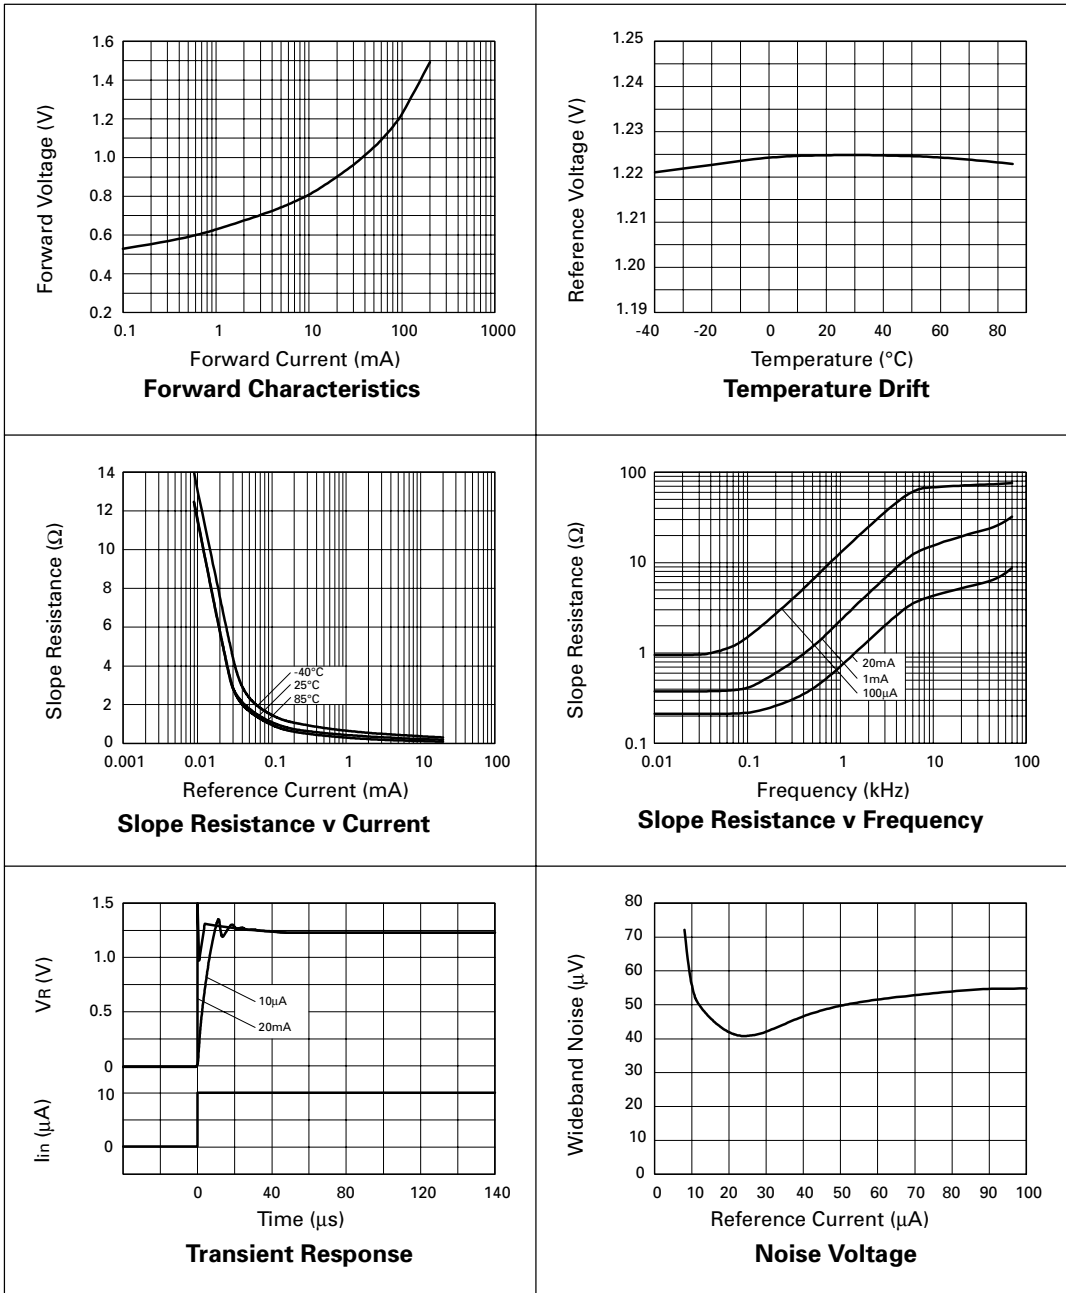 1.6
1.4
1.2
1.0
0.8
0.6
0.4
0.2
Forward Voltage (V)
0.1 1 10 100 1000
Forward Current (mA)
Forward Characteristics
1.25
1.24
1.23
1.22
1.21
1.20
1.19
Reference Voltage (V)
-40 -20 0 20 40 60 80
Temperature (°C)
Temperature Drift
14
12
10
8
6
4
2
0
Slope Resistance (Ω)
-40°C
25°C
85°C
0.001 0.01 0.1 1 10 100
Reference Current (mA)
Slope Resistance v Current
100
10
1
0.1
Slope Resistance (Ω)
20mA
1mA
100µA
0.01 0.1 1 10 100
Frequency (kHz)
Slope Resistance v Frequency
1.5
1.0
0.5
0
VR (V)
10µA
20mA
10
0
Iin (µA)
0 40 80 120 140
Time (µs)
Transient Response
80
70
60
50
40
30
20
10
0
Wideband Noise (µV)
0 10 20 30 40 50 60 70 80 90 100
Reference Current (µA)
Noise Voltage